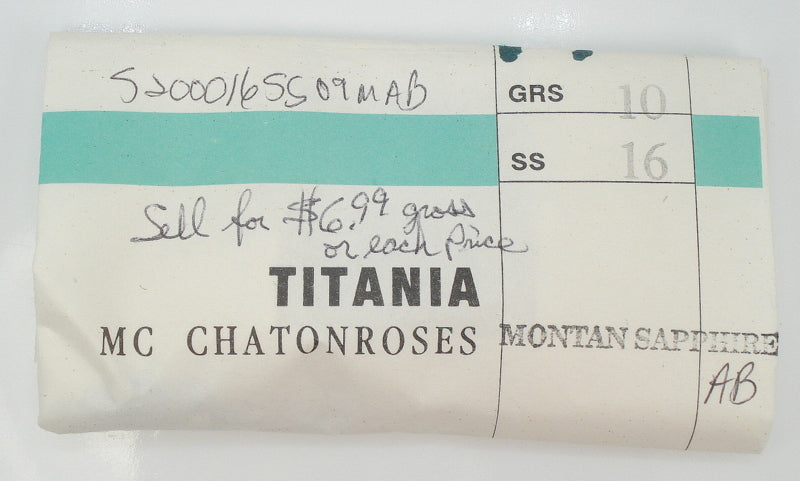 S2000165S09MAB
GRS 10
SS 16
Sell for $6.99 gross
or each price
TITANIA
MC CHATONROSES MONTAN SAPPHIRE
AB